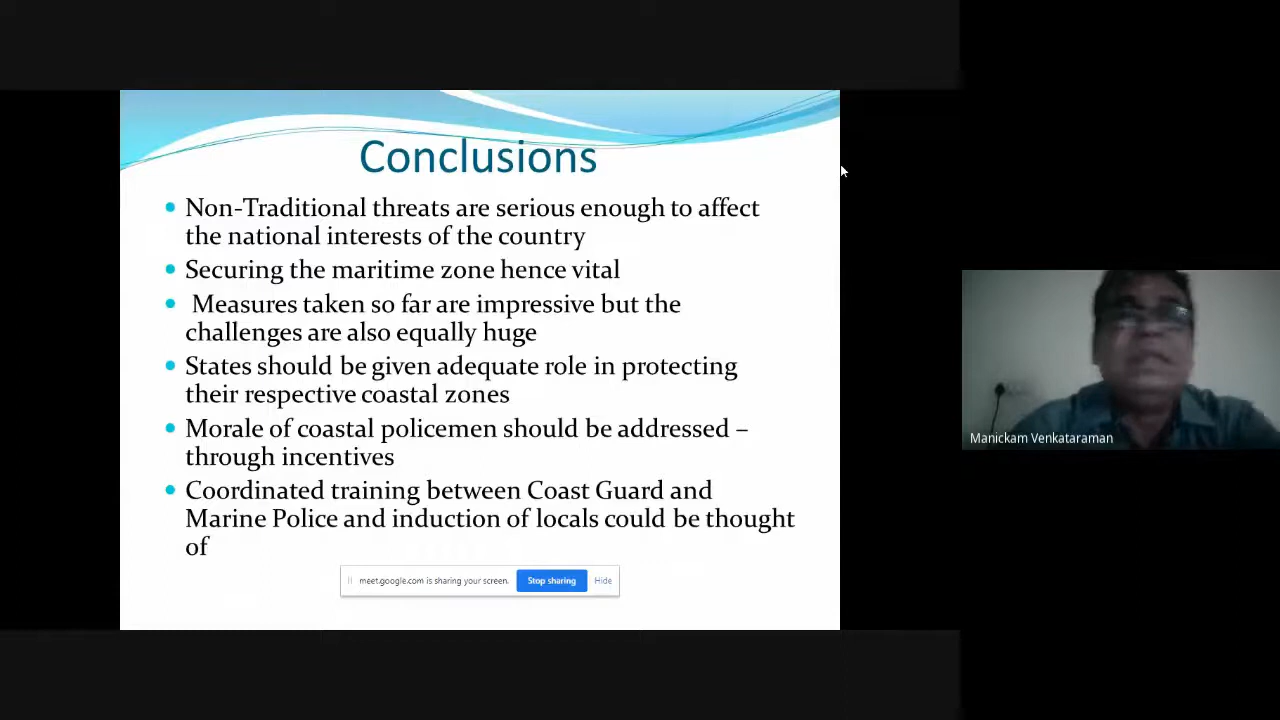 Conclusions
Non-Traditional threats are serious enough to affect
the national interests of the country
Securing the maritime zone hence vital
Measures taken so far are impressive but the
challenges are also equally huge
States should be given adequate role in protecting
their respective coastal zones
Morale of coastal policemen should be addressed –
through incentives
Coordinated training between Coast Guard and
Marine Police and induction of locals could be thought
of
meet.google.com is sharing your screen. Stop sharing Hide
Manickam Venkataraman